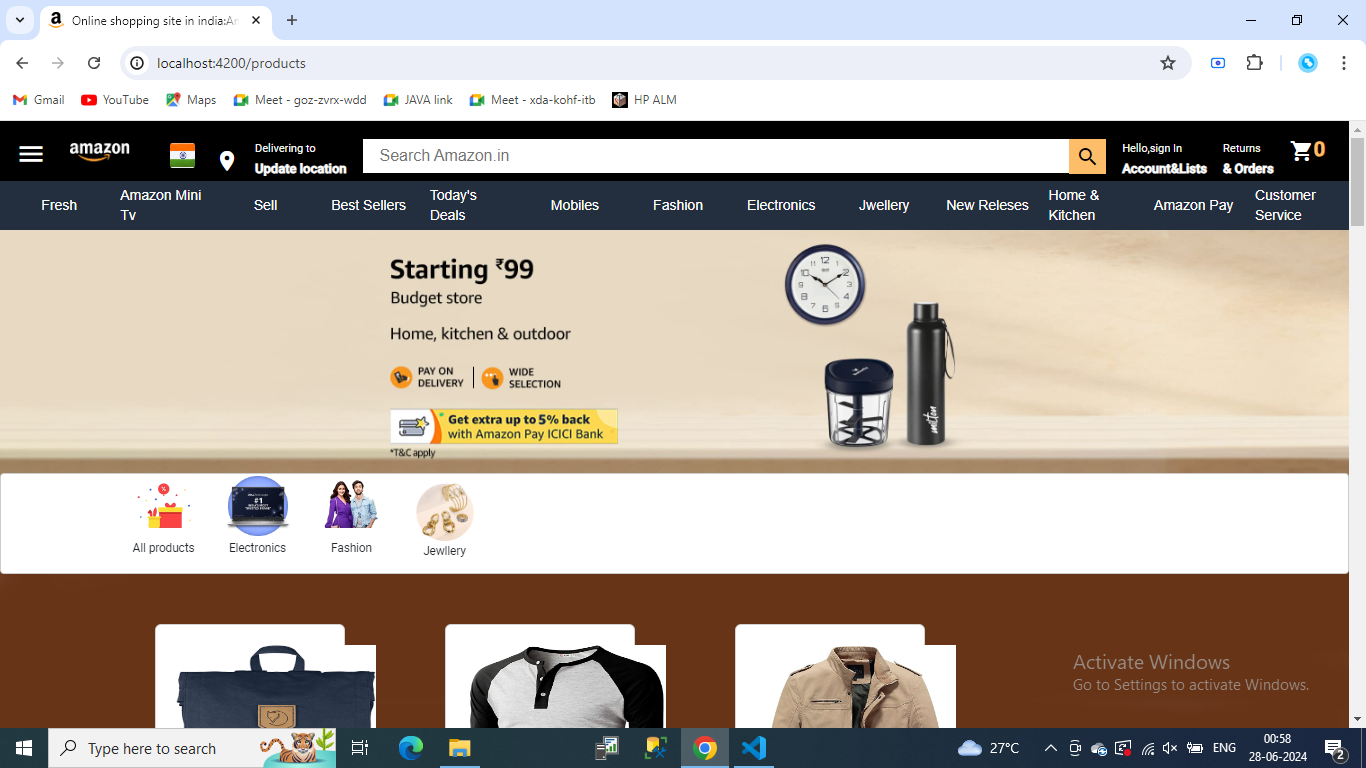 Online shopping site in india:Am
localhost:4200/products
Gmail
YouTube
Maps
Meet - goz-zvrx-wdd
JAVA link
Meet - xda-kohf-itb
HP ALM
amazon
Delivering to
Update location
Search Amazon.in
Hello,sign In
Account&Lists
Returns
& Orders
0
Fresh
Amazon Mini
Tv
Sell
Best Sellers
Today's
Deals
Mobiles
Fashion
Electronics
Jwellery
New Releses
Home &
Kitchen
Amazon Pay
Customer
Service
Starting ₹99
Budget store
Home, kitchen & outdoor
PAY ON
DELIVERY
WIDE
SELECTION
Get extra up to 5% back
with Amazon Pay ICICI Bank
*T&C apply
milton
All products
#1
Electronics
Fashion
Jewllery
Activate Windows
Go to Settings to activate Windows.
Type here to search
27°C
ENG
00:58
28-06-2024
2